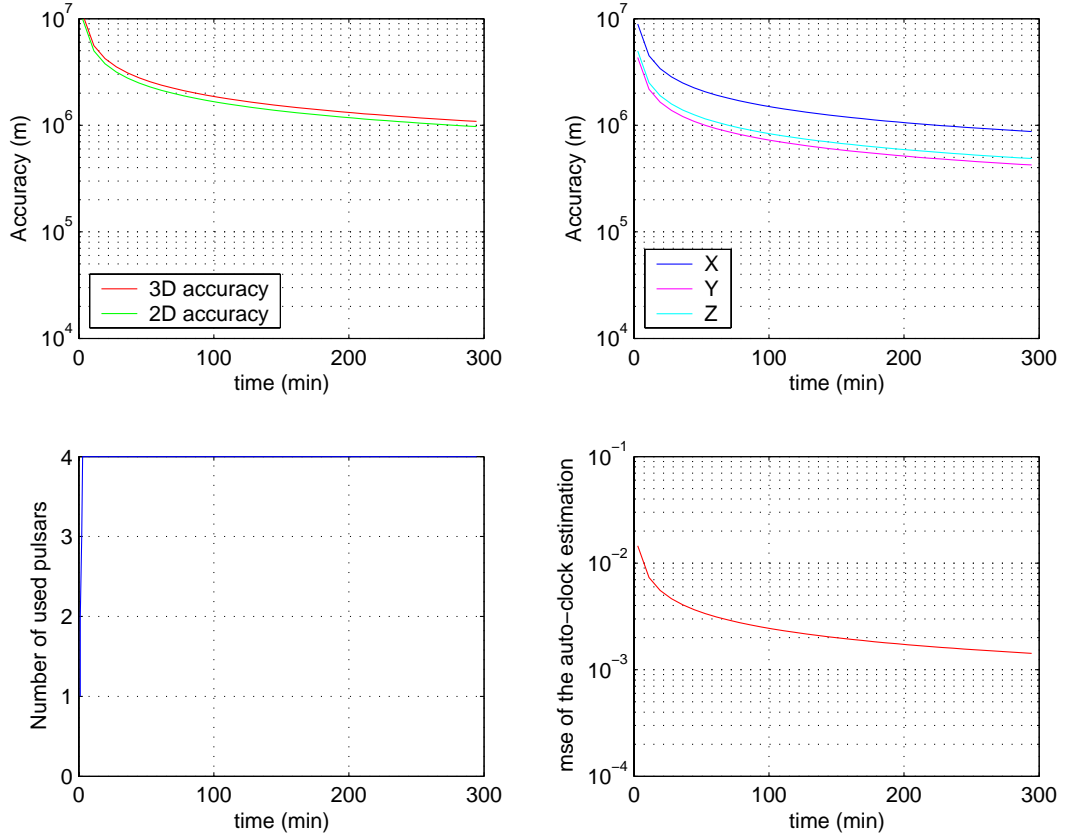 10^7
10^6
10^5
10^4
Accuracy (m)
3D accuracy
2D accuracy
0 100 200 300
time (min)
10^7
10^6
10^5
10^4
Accuracy (m)
X
Y
Z
0 100 200 300
time (min)
4
3
2
1
0
Number of used pulsars
0 100 200 300
time (min)
10^−1
10^−2
10^−3
10^−4
mse of the auto−clock estimation
0 100 200 300
time (min)